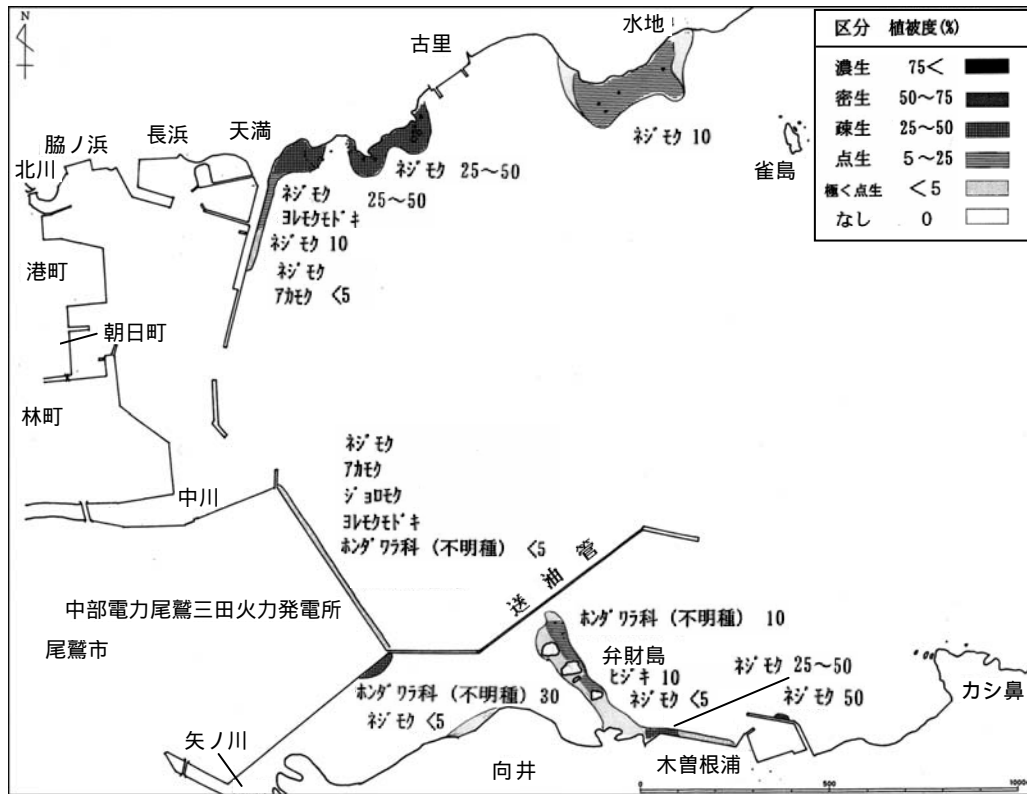 N
水地
古里
天満
長浜
脇ノ浜
北川
港町
朝日町
林町
中川
雀島
区分 植被度(%)
濃生 75<
密生 50～75
疎生 25～50
点生 5～25
極く点生 <5
なし 0
ネジモク 10
ネジモク 25～50
ネジモク 25～50
ヨレモクモドキ
ネジモク 10
ネジモク
アカモク <5
ネジモク
アカモク
ジョロモク
ヨレモクモドキ
ホンダワラ科 (不明種) <5
送油管
中部電力尾鷲三田火力発電所
尾鷲市
ホンダワラ科 (不明種) 10
弁財島
ヒジキ 10
ネジモク <5
ネジモク 25～50
ネジモク 50
カシ鼻
ホンダワラ科 (不明種) 30
ネジモク <5
矢ノ川
向井
木曽根浦
0 500 1000